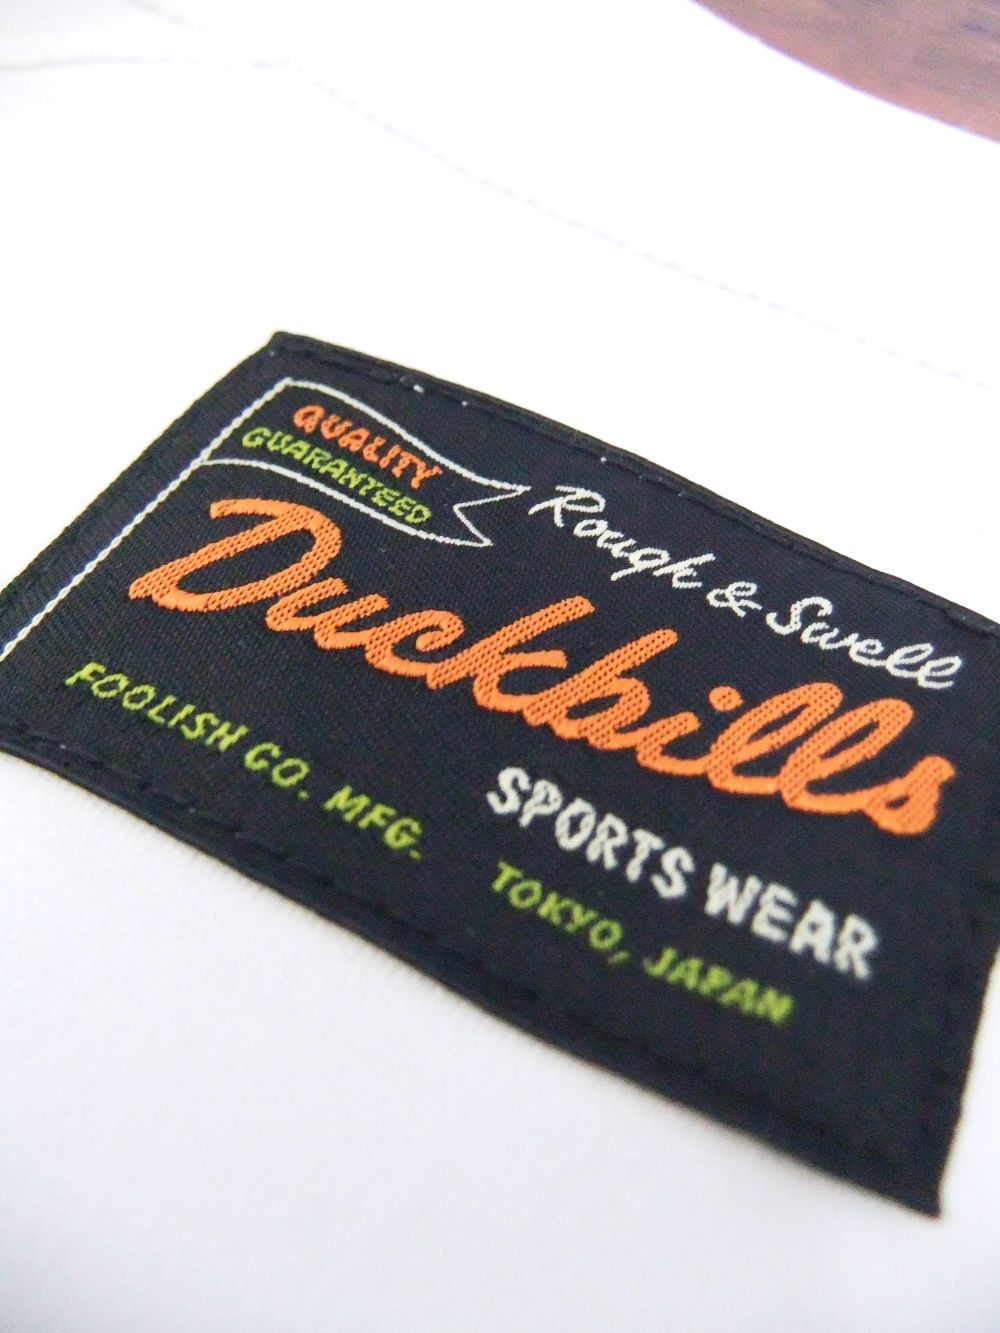 QUALITY
GUARANTEED
Rough & Swell
Duckbills
SPORTS WEAR
FOOLISH CO. MFG. TOKYO, JAPAN